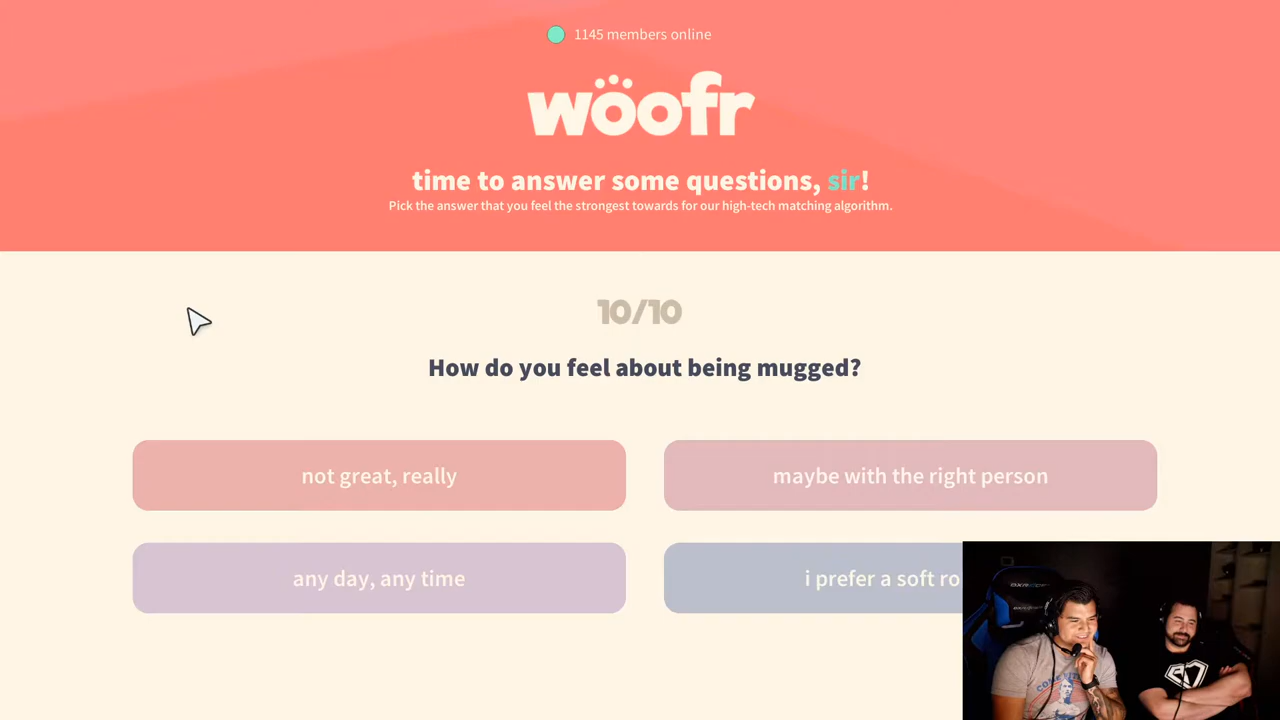 1145 members online
wöofr
time to answer some questions, sir!
Pick the answer that you feel the strongest towards for our high-tech matching algorithm.
10/10
How do you feel about being mugged?
not great, really
maybe with the right person
any day, any time
i prefer a soft ro